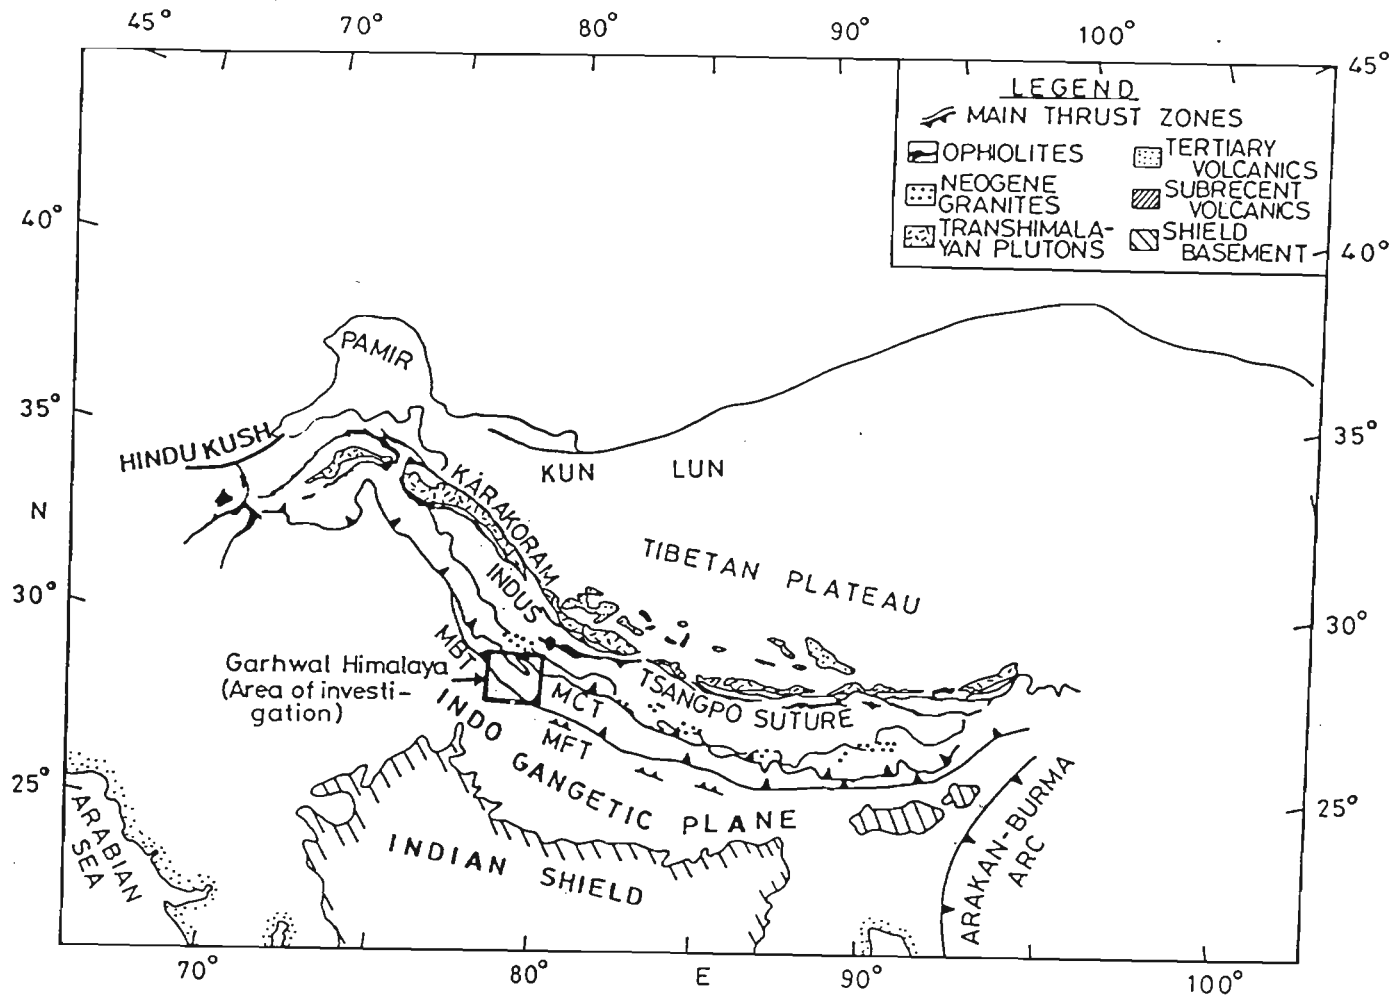 45° 70° 80° 90° 100°
45°
LEGEND
MAIN THRUST ZONES
OPHIOLITES
TERTIARY
VOLCANICS
NEOGENE
GRANITES
SUBRECENT
VOLCANICS
TRANSHIMALA-
YAN PLUTONS
SHIELD
BASEMENT
40°
40°
PAMIR
35°
35°
HINDU KUSH
KUN LUN
KARAKORAM
N
TIBETAN PLATEAU
INDUS
30°
30°
MBT
Garhwal Himalaya
(Area of investi-
gation)
MCT
TSANGPO SUTURE
MFT
INDO GANGETIC PLANE
25°
25°
ARABIAN
SEA
INDIAN SHIELD
ARAKAN-BURMA
ARC
70° 80° E 90° 100°